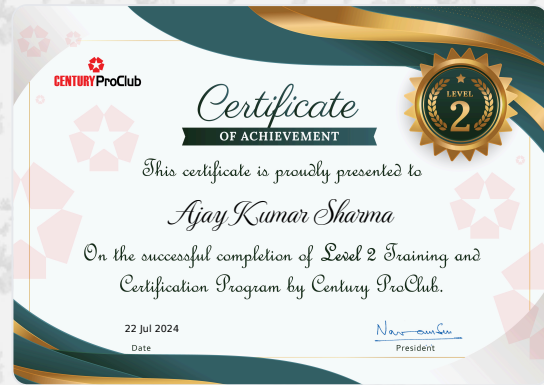 CENTURY ProClub
Certificate
OF ACHIEVEMENT
LEVEL
2
This certificate is proudly presented to
Ajay Kumar Sharma
On the successful completion of Level 2 Training and
Certification Program by Century ProClub.
22 Jul 2024
Date
President